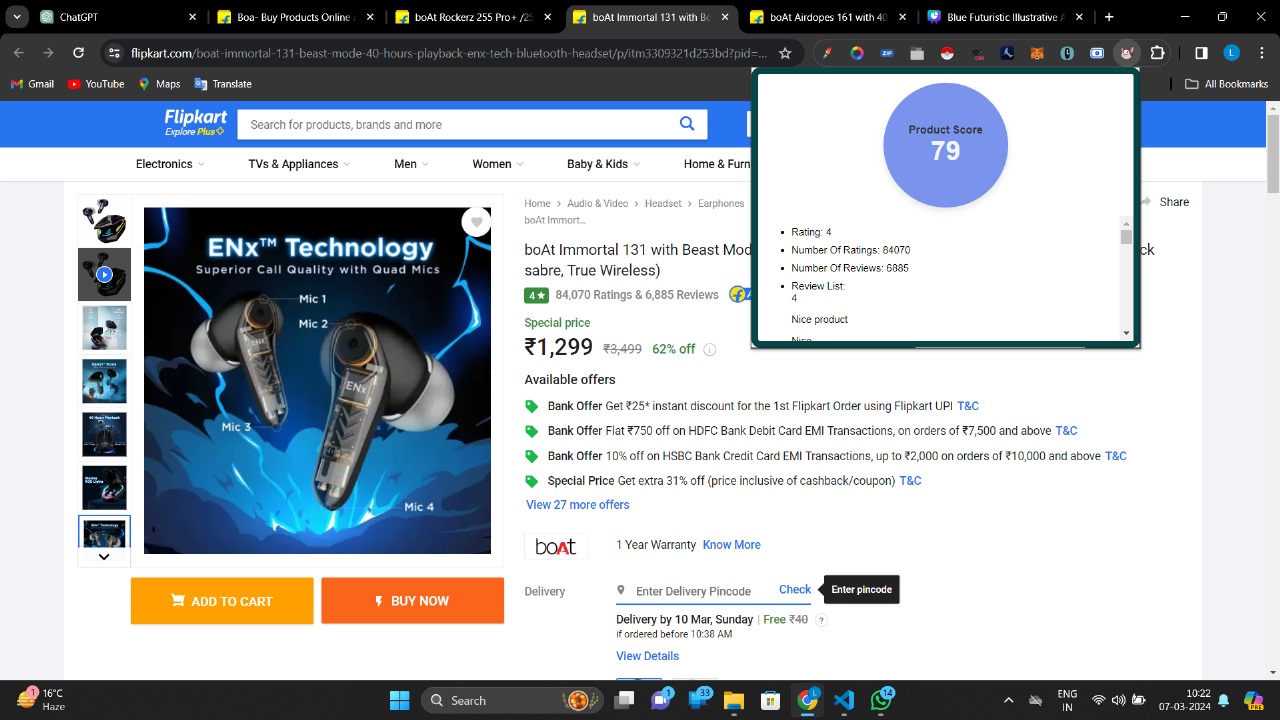 ChatGPT
Boa- Buy Products Online
boAt Rockerz 255 Pro+ /25
boAt Immortal 131 with Be
boAt Airdopes 161 with 40
Blue Futuristic Illustrative A
flipkart.com/boat-immortal-131-beast-mode-40-hours-playback-enx-tech-bluetooth-headset/p/itm3309321d253bd?pid=...
L
Gmail
YouTube
Maps
Translate
All Bookmarks
Flipkart
Explore Plus
Search for products, brands and more
Electronics
TVs & Appliances
Men
Women
Baby & Kids
Home & Furn
Product Score
79
Rating: 4
Number Of Ratings: 84070
Number Of Reviews: 6885
Review List:
4
Nice product
Nice
Home > Audio & Video > Headset > Earphones
boAt Immort...
Share
boAt Immortal 131 with Beast Mod
ck
sabre, True Wireless)
4★ 84,070 Ratings & 6,885 Reviews
Special price
₹1,299 ₹3,499 62% off
Available offers
Bank Offer Get ₹25* instant discount for the 1st Flipkart Order using Flipkart UPI T&C
Bank Offer Flat ₹750 off on HDFC Bank Debit Card EMI Transactions, on orders of ₹7,500 and above T&C
Bank Offer 10% off on HSBC Bank Credit Card EMI Transactions, up to ₹2,000 on orders of ₹10,000 and above T&C
Special Price Get extra 31% off (price inclusive of cashback/coupon) T&C
View 27 more offers
ENx™ Technology
Superior Call Quality with Quad Mics
Mic 1
Mic 2
ENx
ENx
Mic 3
Mic 4
boAt
1 Year Warranty Know More
ADD TO CART
BUY NOW
Delivery
Enter Delivery Pincode
Check
Enter pincode
Delivery by 10 Mar, Sunday | Free ₹40 ?
if ordered before 10:38 AM
View Details
1
16°C
Haze
Search
1
33
L
14
ENG
IN
10:22
07-03-2024
PRE